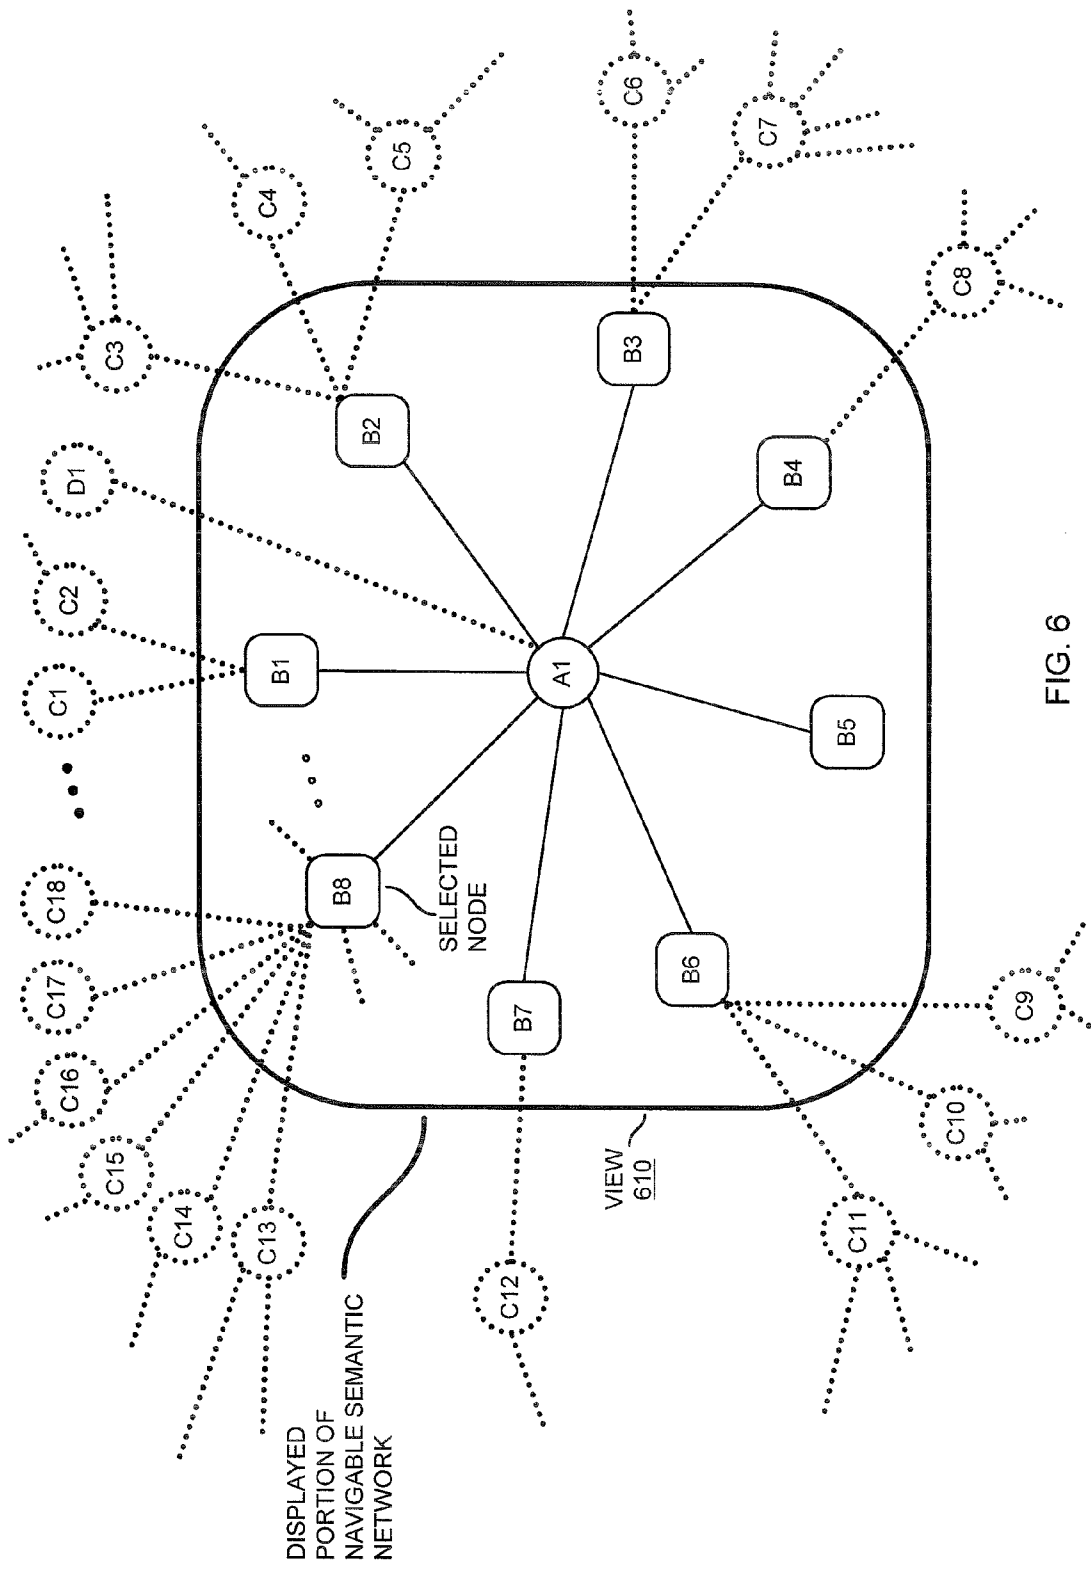 C13
C14
C15
C16
C17
C18
C1
C2
D1
C3
C4
C5
C6
C7
C8
C9
C10
C11
C12
B1
B2
B3
B4
B5
B6
B7
B8
A1
SELECTED
NODE
DISPLAYED
PORTION OF
NAVIGABLE SEMANTIC
NETWORK
VIEW
610
FIG. 6